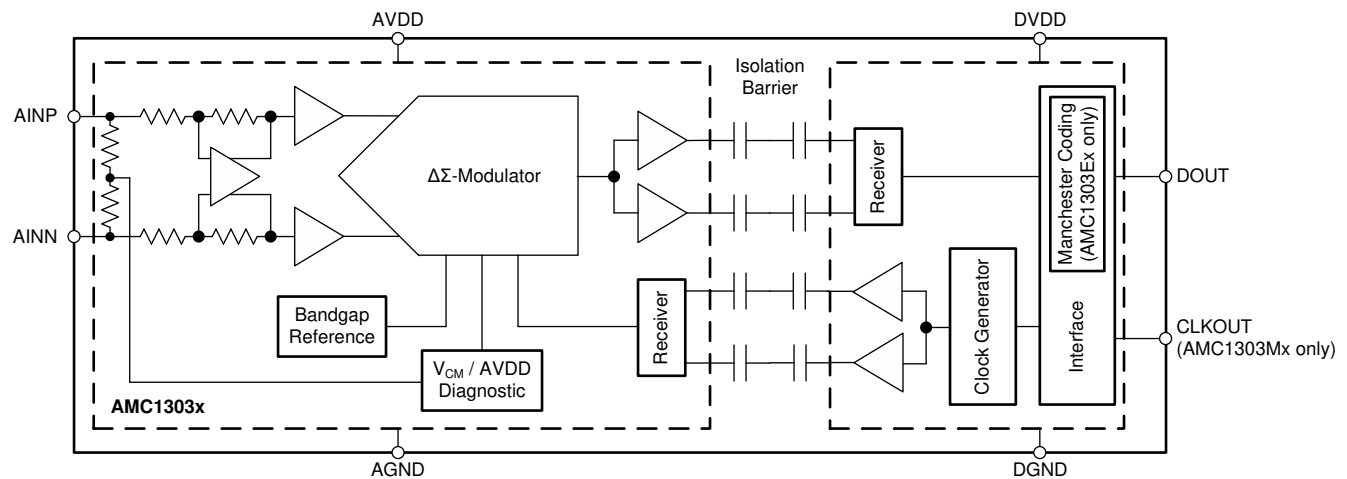 AVDD
DVDD
Isolation
Barrier
AINP
AINN
ΔΣ-Modulator
Receiver
Manchester Coding
(AMC1303Ex only)
DOUT
Bandgap
Reference
V_CM / AVDD
Diagnostic
Receiver
Clock Generator
Interface
CLKOUT
(AMC1303Mx only)
AMC1303x
AGND
DGND